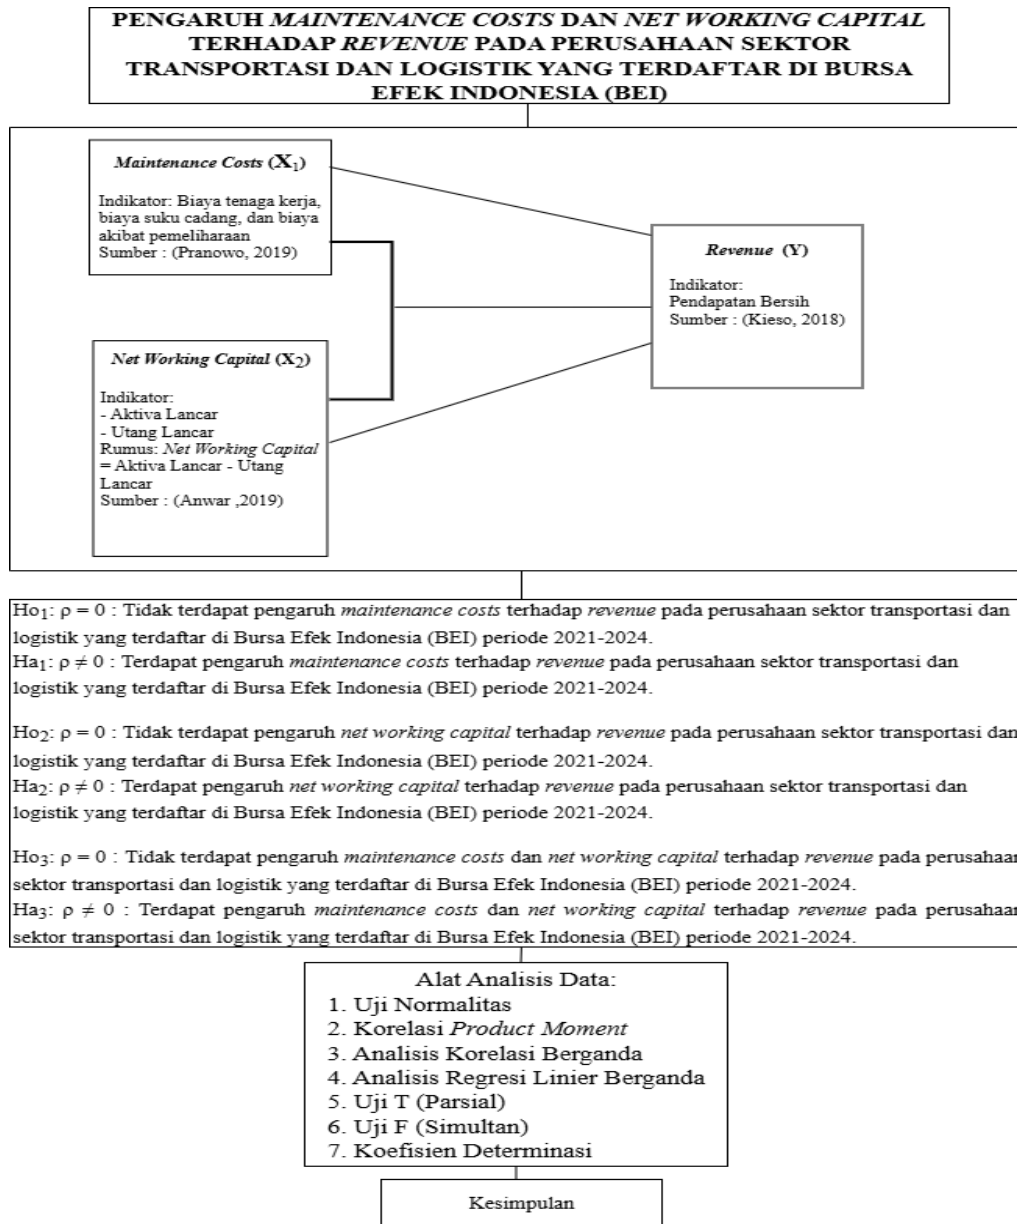 PENGARUH MAINTENANCE COSTS DAN NET WORKING CAPITAL
TERHADAP REVENUE PADA PERUSAHAAN SEKTOR
TRANSPORTASI DAN LOGISTIK YANG TERDAFTAR DI BURSA
EFEK INDONESIA (BEI)
Maintenance Costs (X₁)
Indikator: Biaya tenaga kerja,
biaya suku cadang, dan biaya
akibat pemeliharaan
Sumber : (Pranowo, 2019)
Revenue (Y)
Indikator:
Pendapatan Bersih
Sumber : (Kieso, 2018)
Net Working Capital (X₂)
Indikator:
- Aktiva Lancar
- Utang Lancar
Rumus: Net Working Capital
= Aktiva Lancar - Utang
Lancar
Sumber : (Anwar ,2019)
Ho₁: ρ = 0 : Tidak terdapat pengaruh maintenance costs terhadap revenue pada perusahaan sektor transportasi dan
logistik yang terdaftar di Bursa Efek Indonesia (BEI) periode 2021-2024.
Ha₁: ρ ≠ 0 : Terdapat pengaruh maintenance costs terhadap revenue pada perusahaan sektor transportasi dan
logistik yang terdaftar di Bursa Efek Indonesia (BEI) periode 2021-2024.
Ho₂: ρ = 0 : Tidak terdapat pengaruh net working capital terhadap revenue pada perusahaan sektor transportasi dan
logistik yang terdaftar di Bursa Efek Indonesia (BEI) periode 2021-2024.
Ha₂: ρ ≠ 0 : Terdapat pengaruh net working capital terhadap revenue pada perusahaan sektor transportasi dan
logistik yang terdaftar di Bursa Efek Indonesia (BEI) periode 2021-2024.
Ho₃: ρ = 0 : Tidak terdapat pengaruh maintenance costs dan net working capital terhadap revenue pada perusahaan
sektor transportasi dan logistik yang terdaftar di Bursa Efek Indonesia (BEI) periode 2021-2024.
Ha₃: ρ ≠ 0 : Terdapat pengaruh maintenance costs dan net working capital terhadap revenue pada perusahaan
sektor transportasi dan logistik yang terdaftar di Bursa Efek Indonesia (BEI) periode 2021-2024.
Alat Analisis Data:
1. Uji Normalitas
2. Korelasi Product Moment
3. Analisis Korelasi Berganda
4. Analisis Regresi Linier Berganda
5. Uji T (Parsial)
6. Uji F (Simultan)
7. Koefisien Determinasi
Kesimpulan